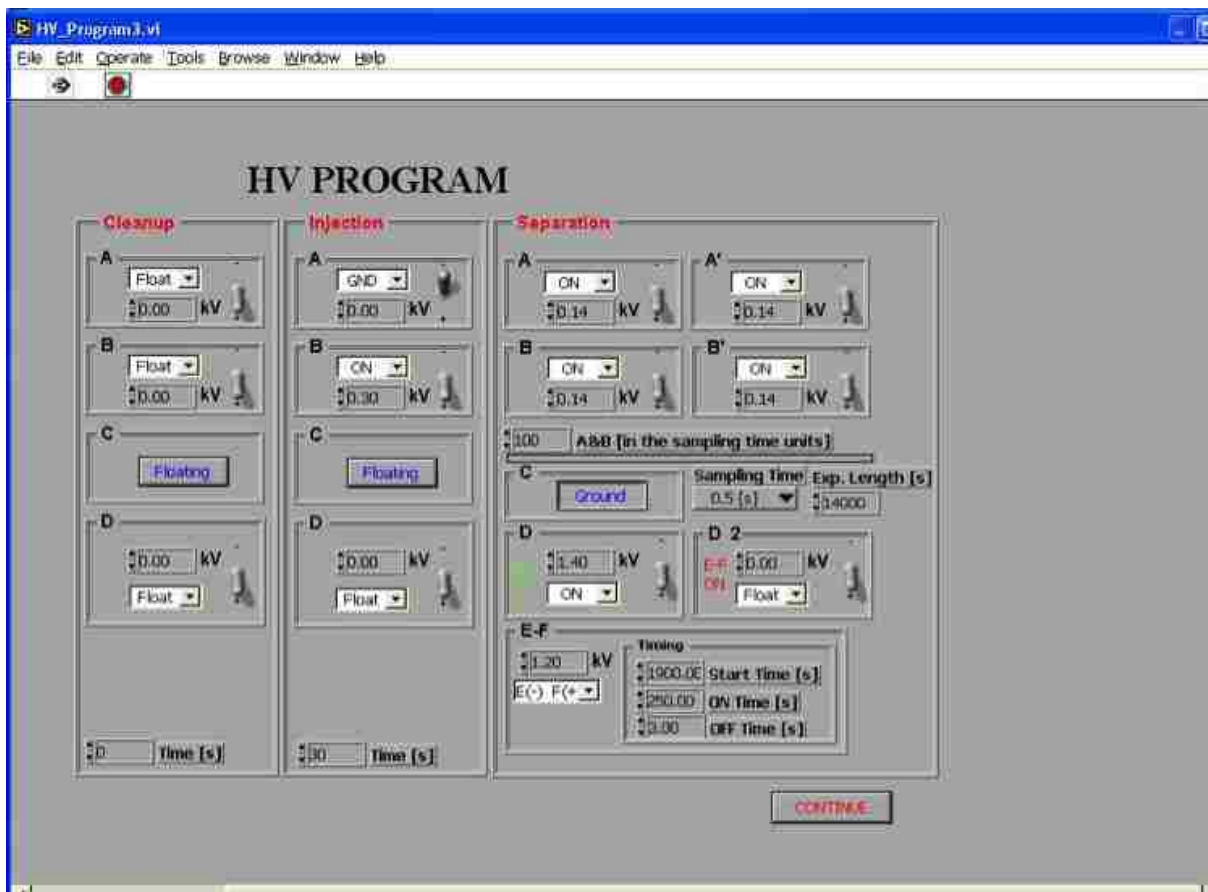 HV_Program3.vi
File Edit Operate Tools Browse Window Help
HV PROGRAM
Cleanup
A
Float
0.00 kV
B
Float
0.00 kV
C
Floating
D
0.00 kV
Float
0 Time [s]
Injection
A
GND
0.00 kV
B
ON
0.30 kV
C
Floating
D
0.00 kV
Float
30 Time [s]
Separation
A
ON
0.14 kV
A'
ON
0.14 kV
B
ON
0.14 kV
B'
ON
0.14 kV
100 A&B [in the sampling time units]
C
Ground
Sampling Time
0.5 [s]
Exp. Length [s]
14000
D
1.40 kV
ON
D 2
E-F ON
0.00 kV
Float
E-F
1.20 kV
E(-) F(+
Timing
Start Time [s]
250.00 ON Time [s]
3.00 OFF Time [s]
CONTINUE